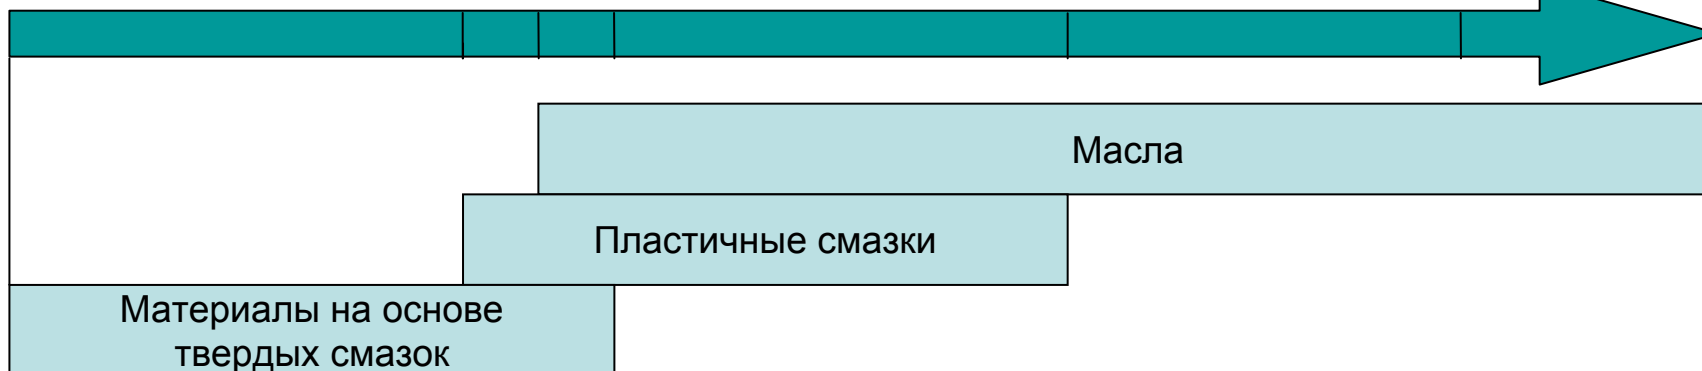 Масла
Пластичные смазки
Материалы на основе
твердых смазок